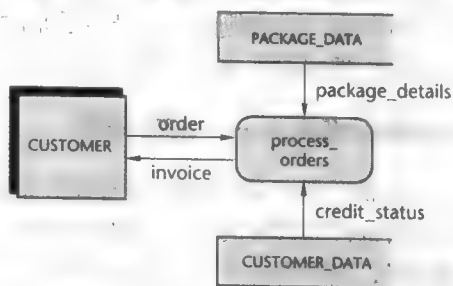 PACKAGE_DATA
package_details
order
CUSTOMER
process_
orders
invoice
credit_status
CUSTOMER_DATA